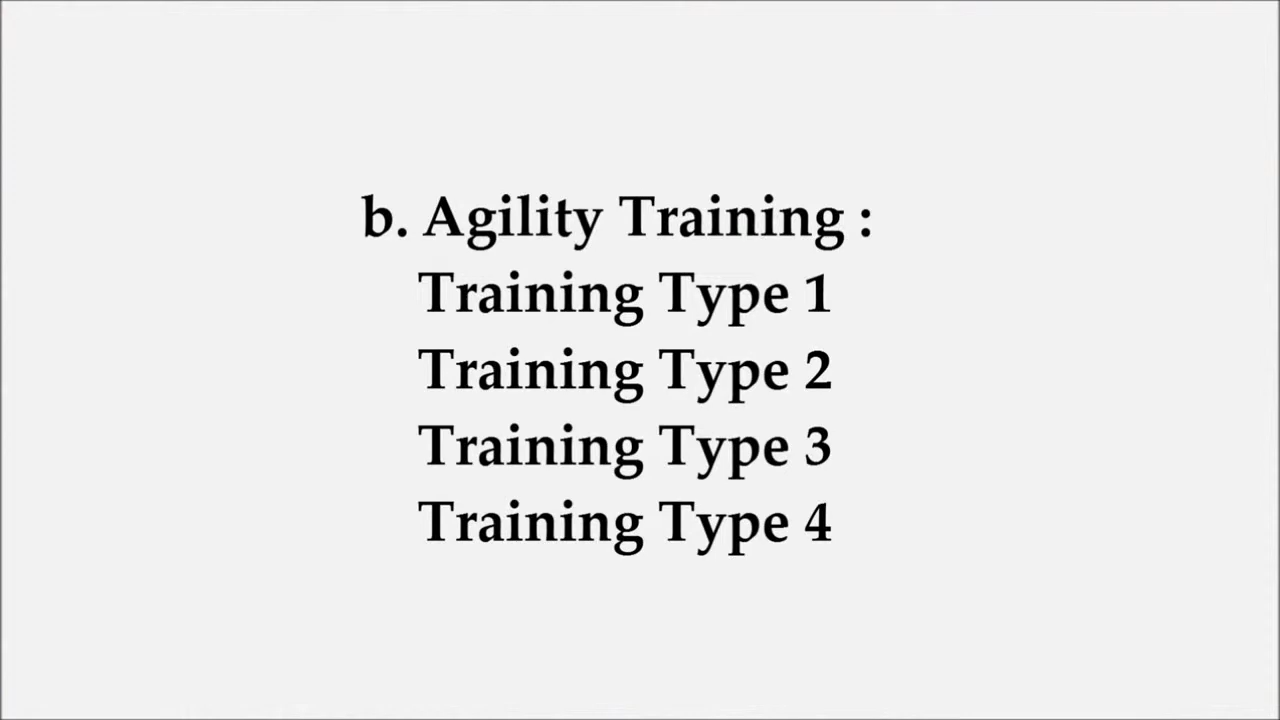 b. Agility Training :
Training Type 1
Training Type 2
Training Type 3
Training Type 4